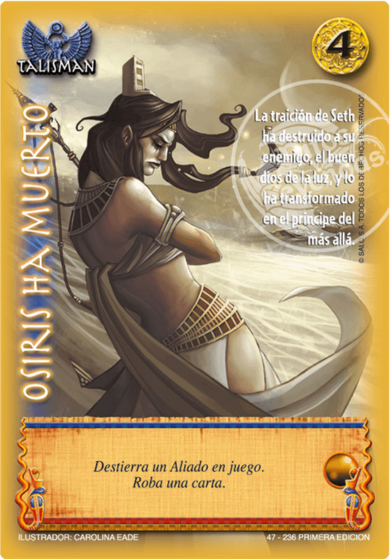 TALISMAN
4
OSIRIS HA MUERTO
La traición de Seth
ha destruido a su
enemigo, el buen
dios de la luz, y lo
ha transformado
en el príncipe del
más allá.
Destierra un Aliado en juego.
Roba una carta.
ILUSTRADOR: CAROLINA EADE
47 - 236 PRIMERA EDICION